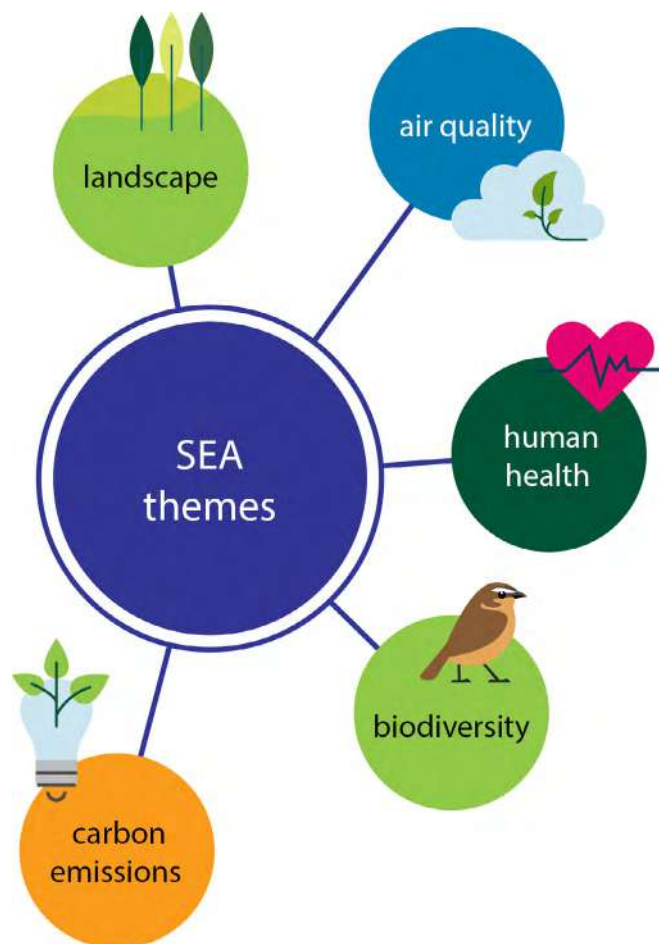 landscape
air quality
SEA
themes
human
health
biodiversity
carbon
emissions